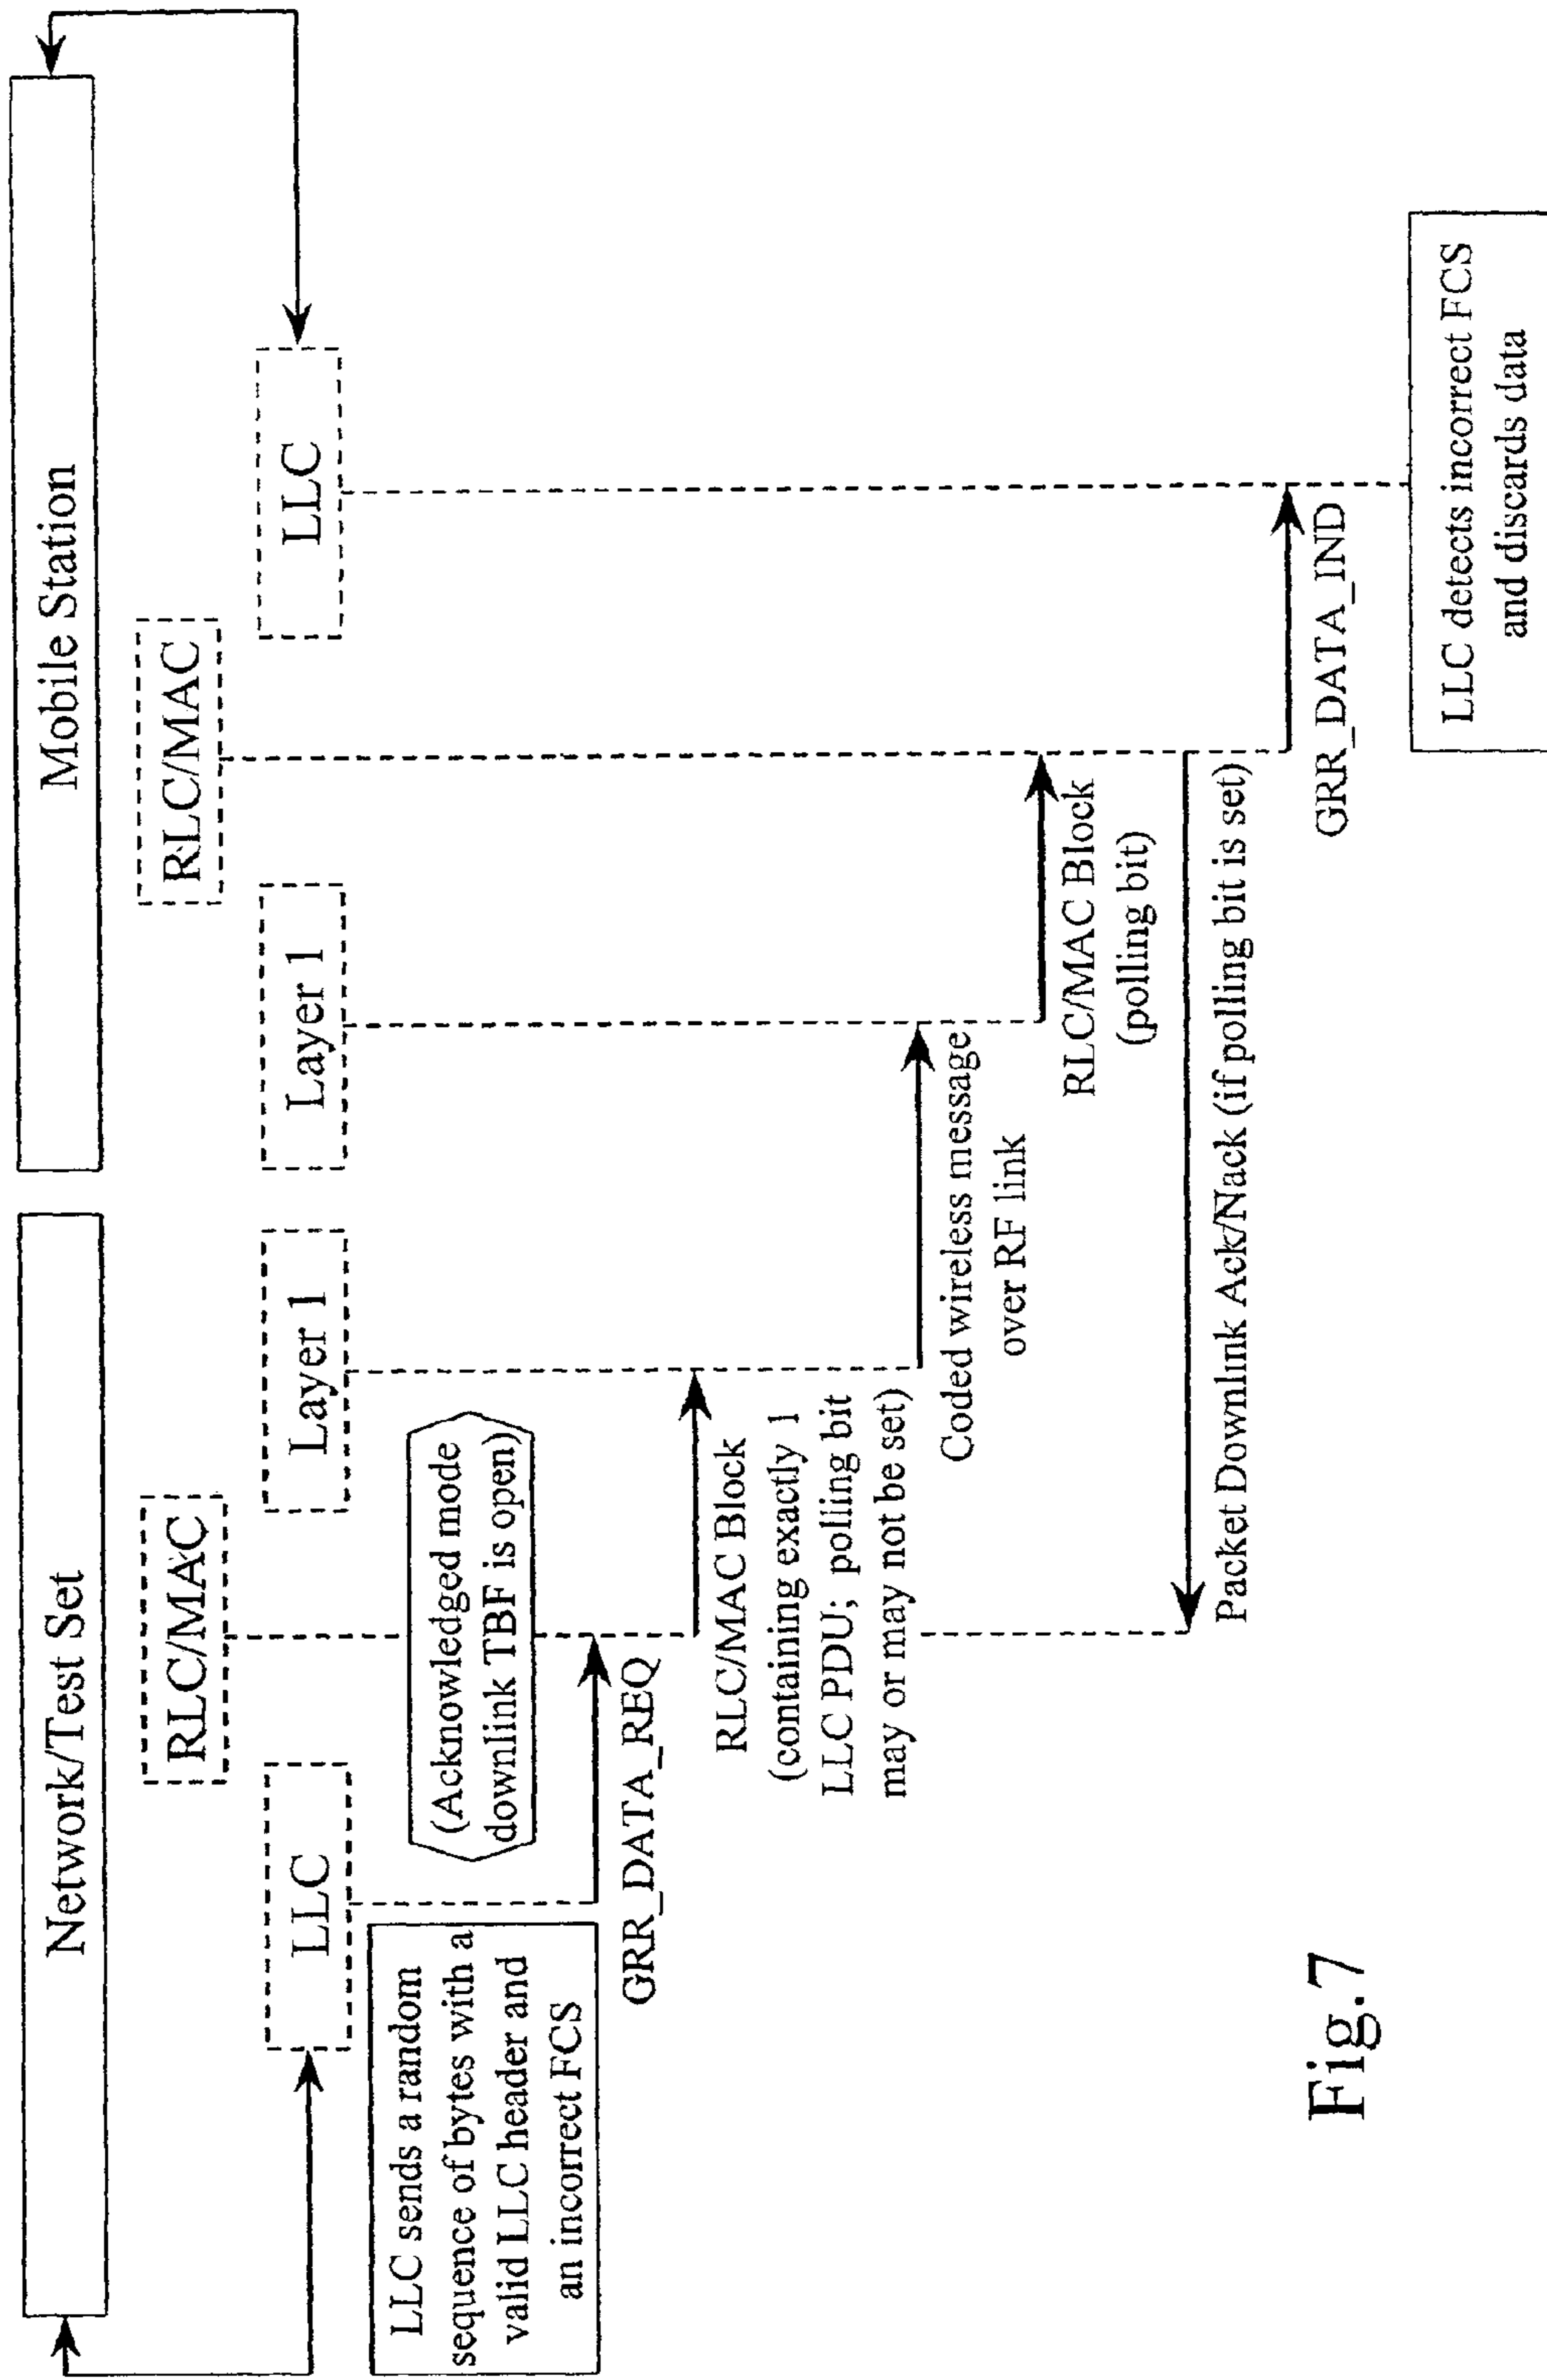 Network/Test Set
Mobile Station
RLC/MAC
RLC/MAC
LLC
Layer 1
Layer 1
LLC
LLC sends a random
sequence of bytes with a
valid LLC header and
an incorrect FCS
(Acknowledged mode
downlink TBF is open)
GRR_DATA_REQ
RLC/MAC Block
(containing exactly 1
LLC PDU; polling bit
may or may not be set)
Coded wireless message
over RF link
RLC/MAC Block
(polling bit)
Packet Downlink Ack/Nack (if polling bit is set)
GRR_DATA_IND
LLC detects incorrect FCS
and discards data
Fig.7